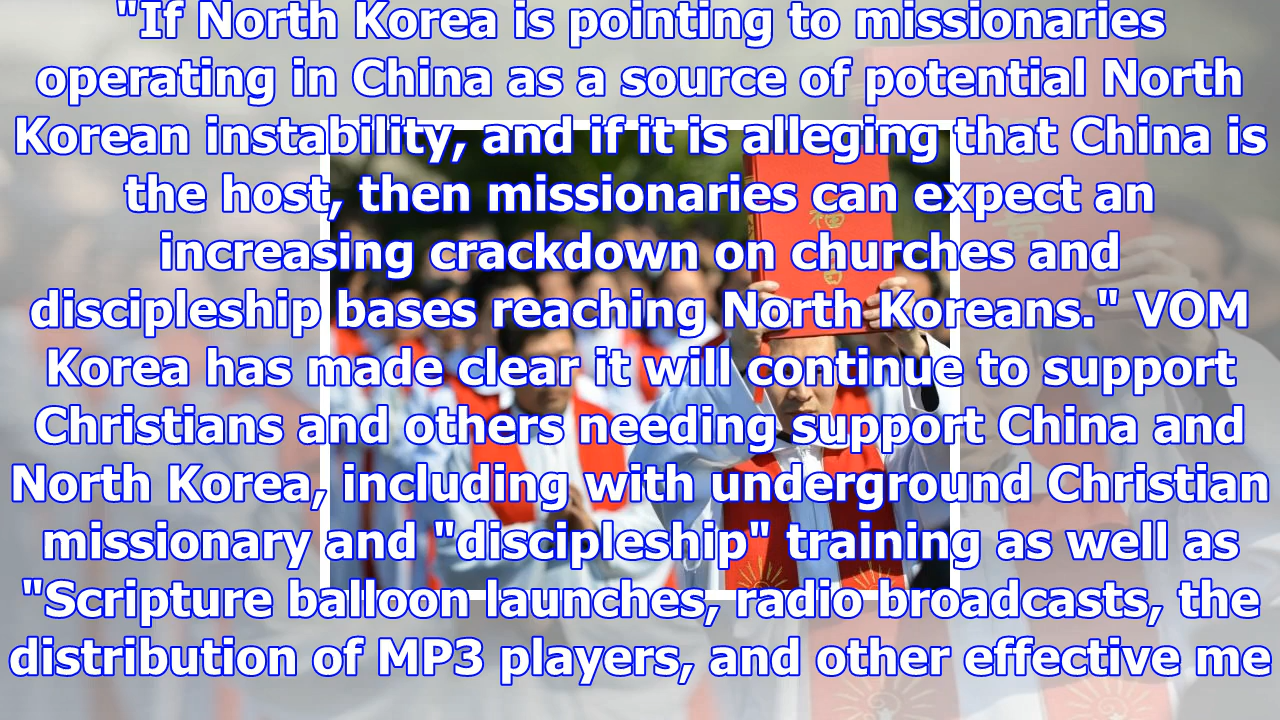 "If North Korea is pointing to missionaries
operating in China as a source of potential North
Korean instability, and if it is alleging that China is
the host, then missionaries can expect an
increasing crackdown on churches and
discipleship bases reaching North Koreans." VOM
Korea has made clear it will continue to support
Christians and others needing support China and
North Korea, including with underground Christian
missionary and "discipleship" training as well as
"Scripture balloon launches, radio broadcasts, the
distribution of MP3 players, and other effective me